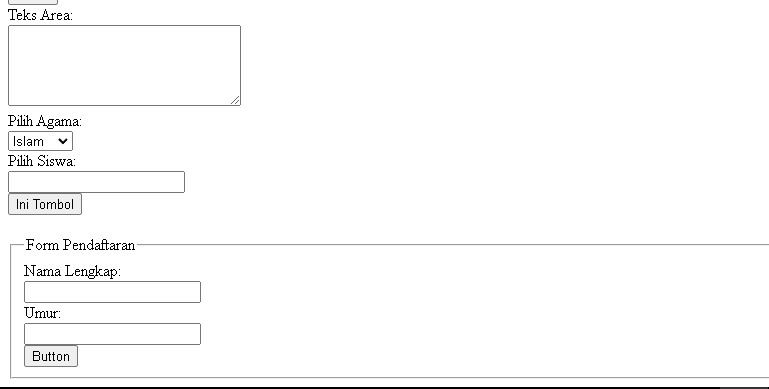 Teks Area:
Pilih Agama:
Islam
Pilih Siswa:
Ini Tombol
Form Pendaftaran
Nama Lengkap:
Umur:
Button